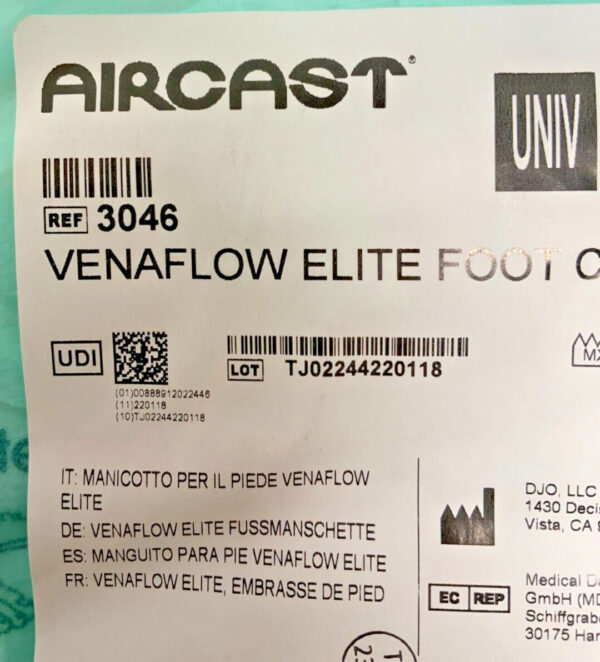 AIRCAST
UNIV
REF 3046
VENAFLOW ELITE FOOT C
UDI
LOT TJ02244220118
(01)00888912022446
(11)220118
(10)TJ02244220118
IT: MANICOTTO PER IL PIEDE VENAFLOW
ELITE
DE: VENAFLOW ELITE FUSSMANSCHETTE
ES: MANGUITO PARA PIE VENAFLOW ELITE
FR: VENAFLOW ELITE, EMBRASSE DE PIED
DJO, LLC
1430 Deci
Vista, CA
EC REP
Medical
GmbH (MD
Schiffgrab
30175 Han